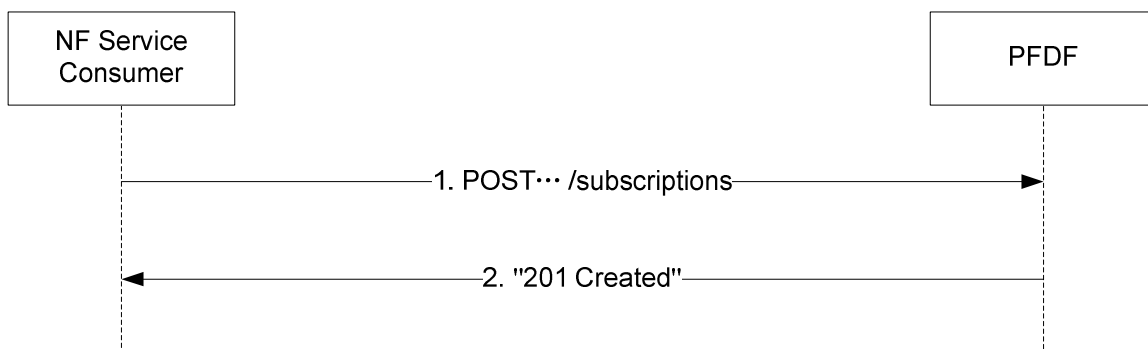 NF Service
Consumer
PFDF
1. POST··· /subscriptions
2. "201 Created"